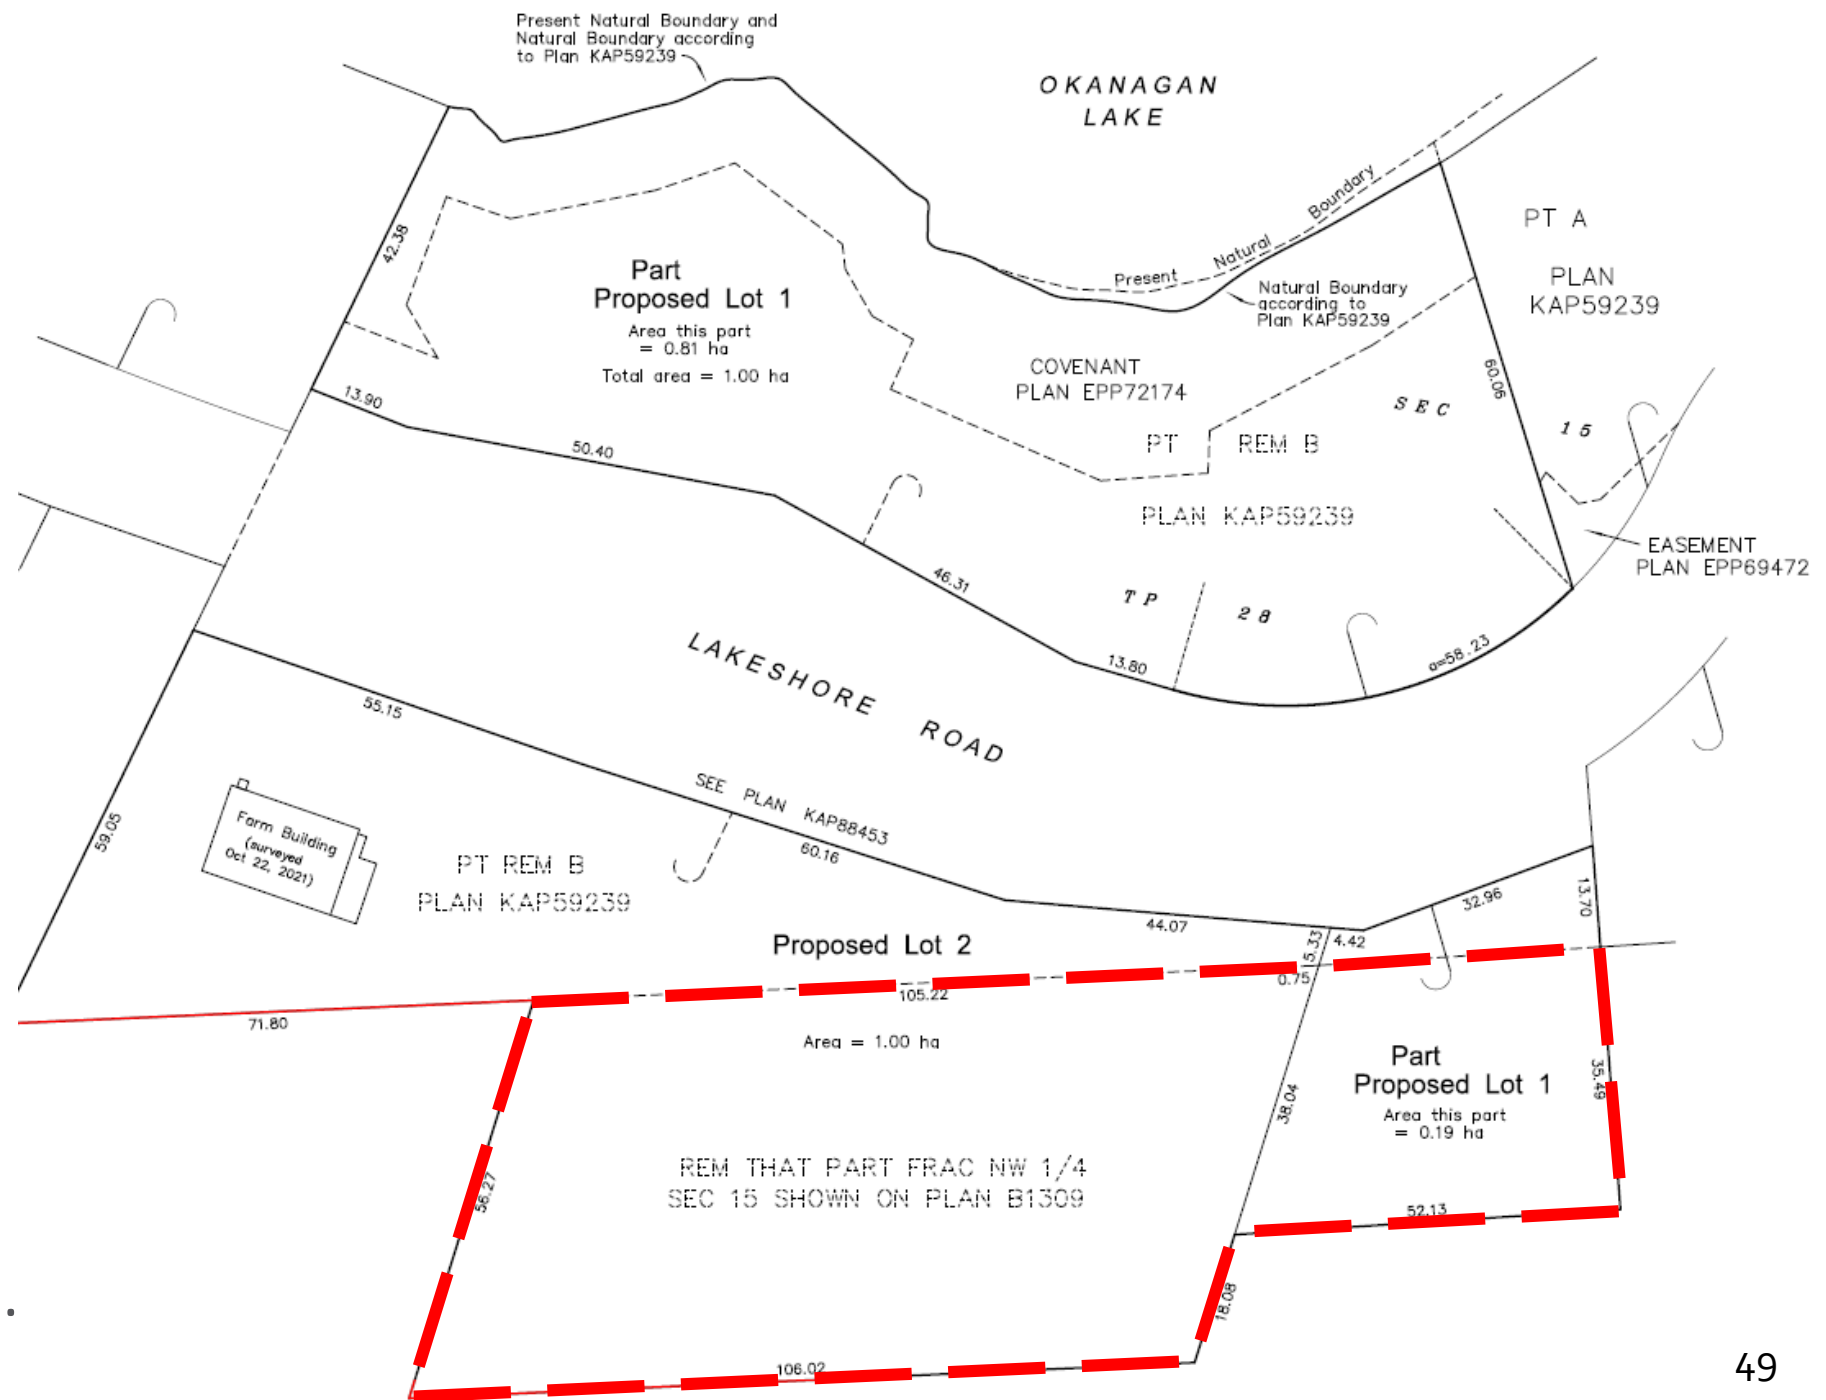 Present Natural Boundary and
Natural Boundary according
to Plan KAP59239
OKANAGAN
LAKE
Present Natural Boundary
Natural Boundary
according to
Plan KAP59239
PT A
PLAN
KAP59239
42.38
Part
Proposed Lot 1
Area this part
= 0.81 ha
Total area = 1.00 ha
13.90
50.40
COVENANT
PLAN EPP72174
60.06
SEC
15
PT REM B
PLAN KAP59239
EASEMENT
PLAN EPP69472
46.31
TP
28
13.80
a=58.23
LAKESHORE ROAD
55.15
SEE PLAN KAP88453
60.16
59.05
Farm Building
(surveyed
Oct 22, 2021)
PT REM B
PLAN KAP59239
Proposed Lot 2
44.07
15.33
4.42
32.96
13.70
0.75
105.22
71.80
Area = 1.00 ha
Part
Proposed Lot 1
Area this part
= 0.19 ha
35.49
38.04
56.27
REM THAT PART FRAC NW 1/4
SEC 15 SHOWN ON PLAN B1309
52.13
18.08
106.02
49